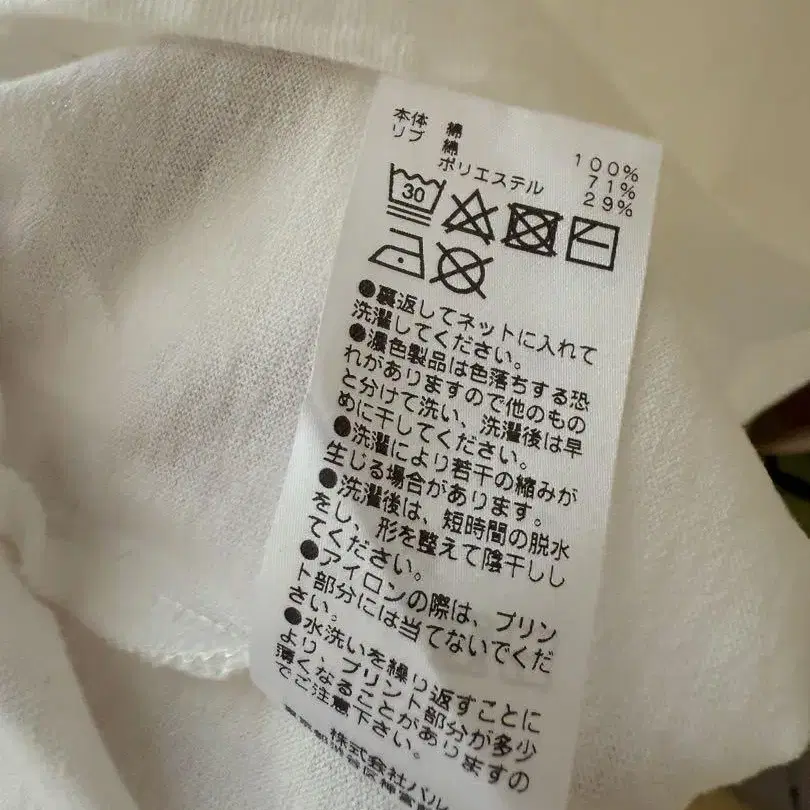 本体 綿 100%
リブ 綿 71%
ポリエステル 29%
30
●裏返してネットに入れて
洗濯してください。
●濃色製品は色落ちする恐
れがありますので他のもの
と分けて洗い、洗濯後は早
めに干してください。
●洗濯により若干の縮みが
生じる場合があります。
●洗濯後は、短時間の脱水
をし、形を整えて陰干しし
てください。
●アイロンの際は、プリン
ト部分には当てないでくだ
さい。
●水洗いを繰り返すことに
より、プリント部分が多少
薄くなることがありますの
でご注意下さい。
株式会社パル
東京都渋谷区神宮